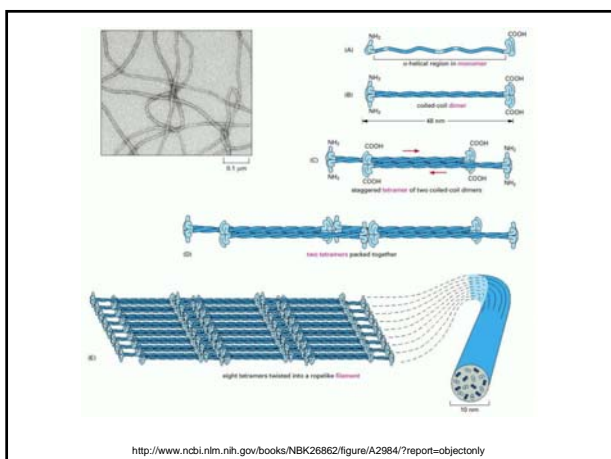 0.1 μm
NH₂
COOH
(A)
α-helical region in monomer
NH₂
COOH
(B)
NH₂
COOH
coiled-coil dimer
48 nm
NH₂
COOH
COOH
NH₂
(C)
NH₂
COOH
COOH
NH₂
staggered tetramer of two coiled-coil dimers
(D)
two tetramers packed together
(E)
eight tetramers twisted into a ropelike filament
10 nm
http://www.ncbi.nlm.nih.gov/books/NBK26862/figure/A2984/?report=objectonly